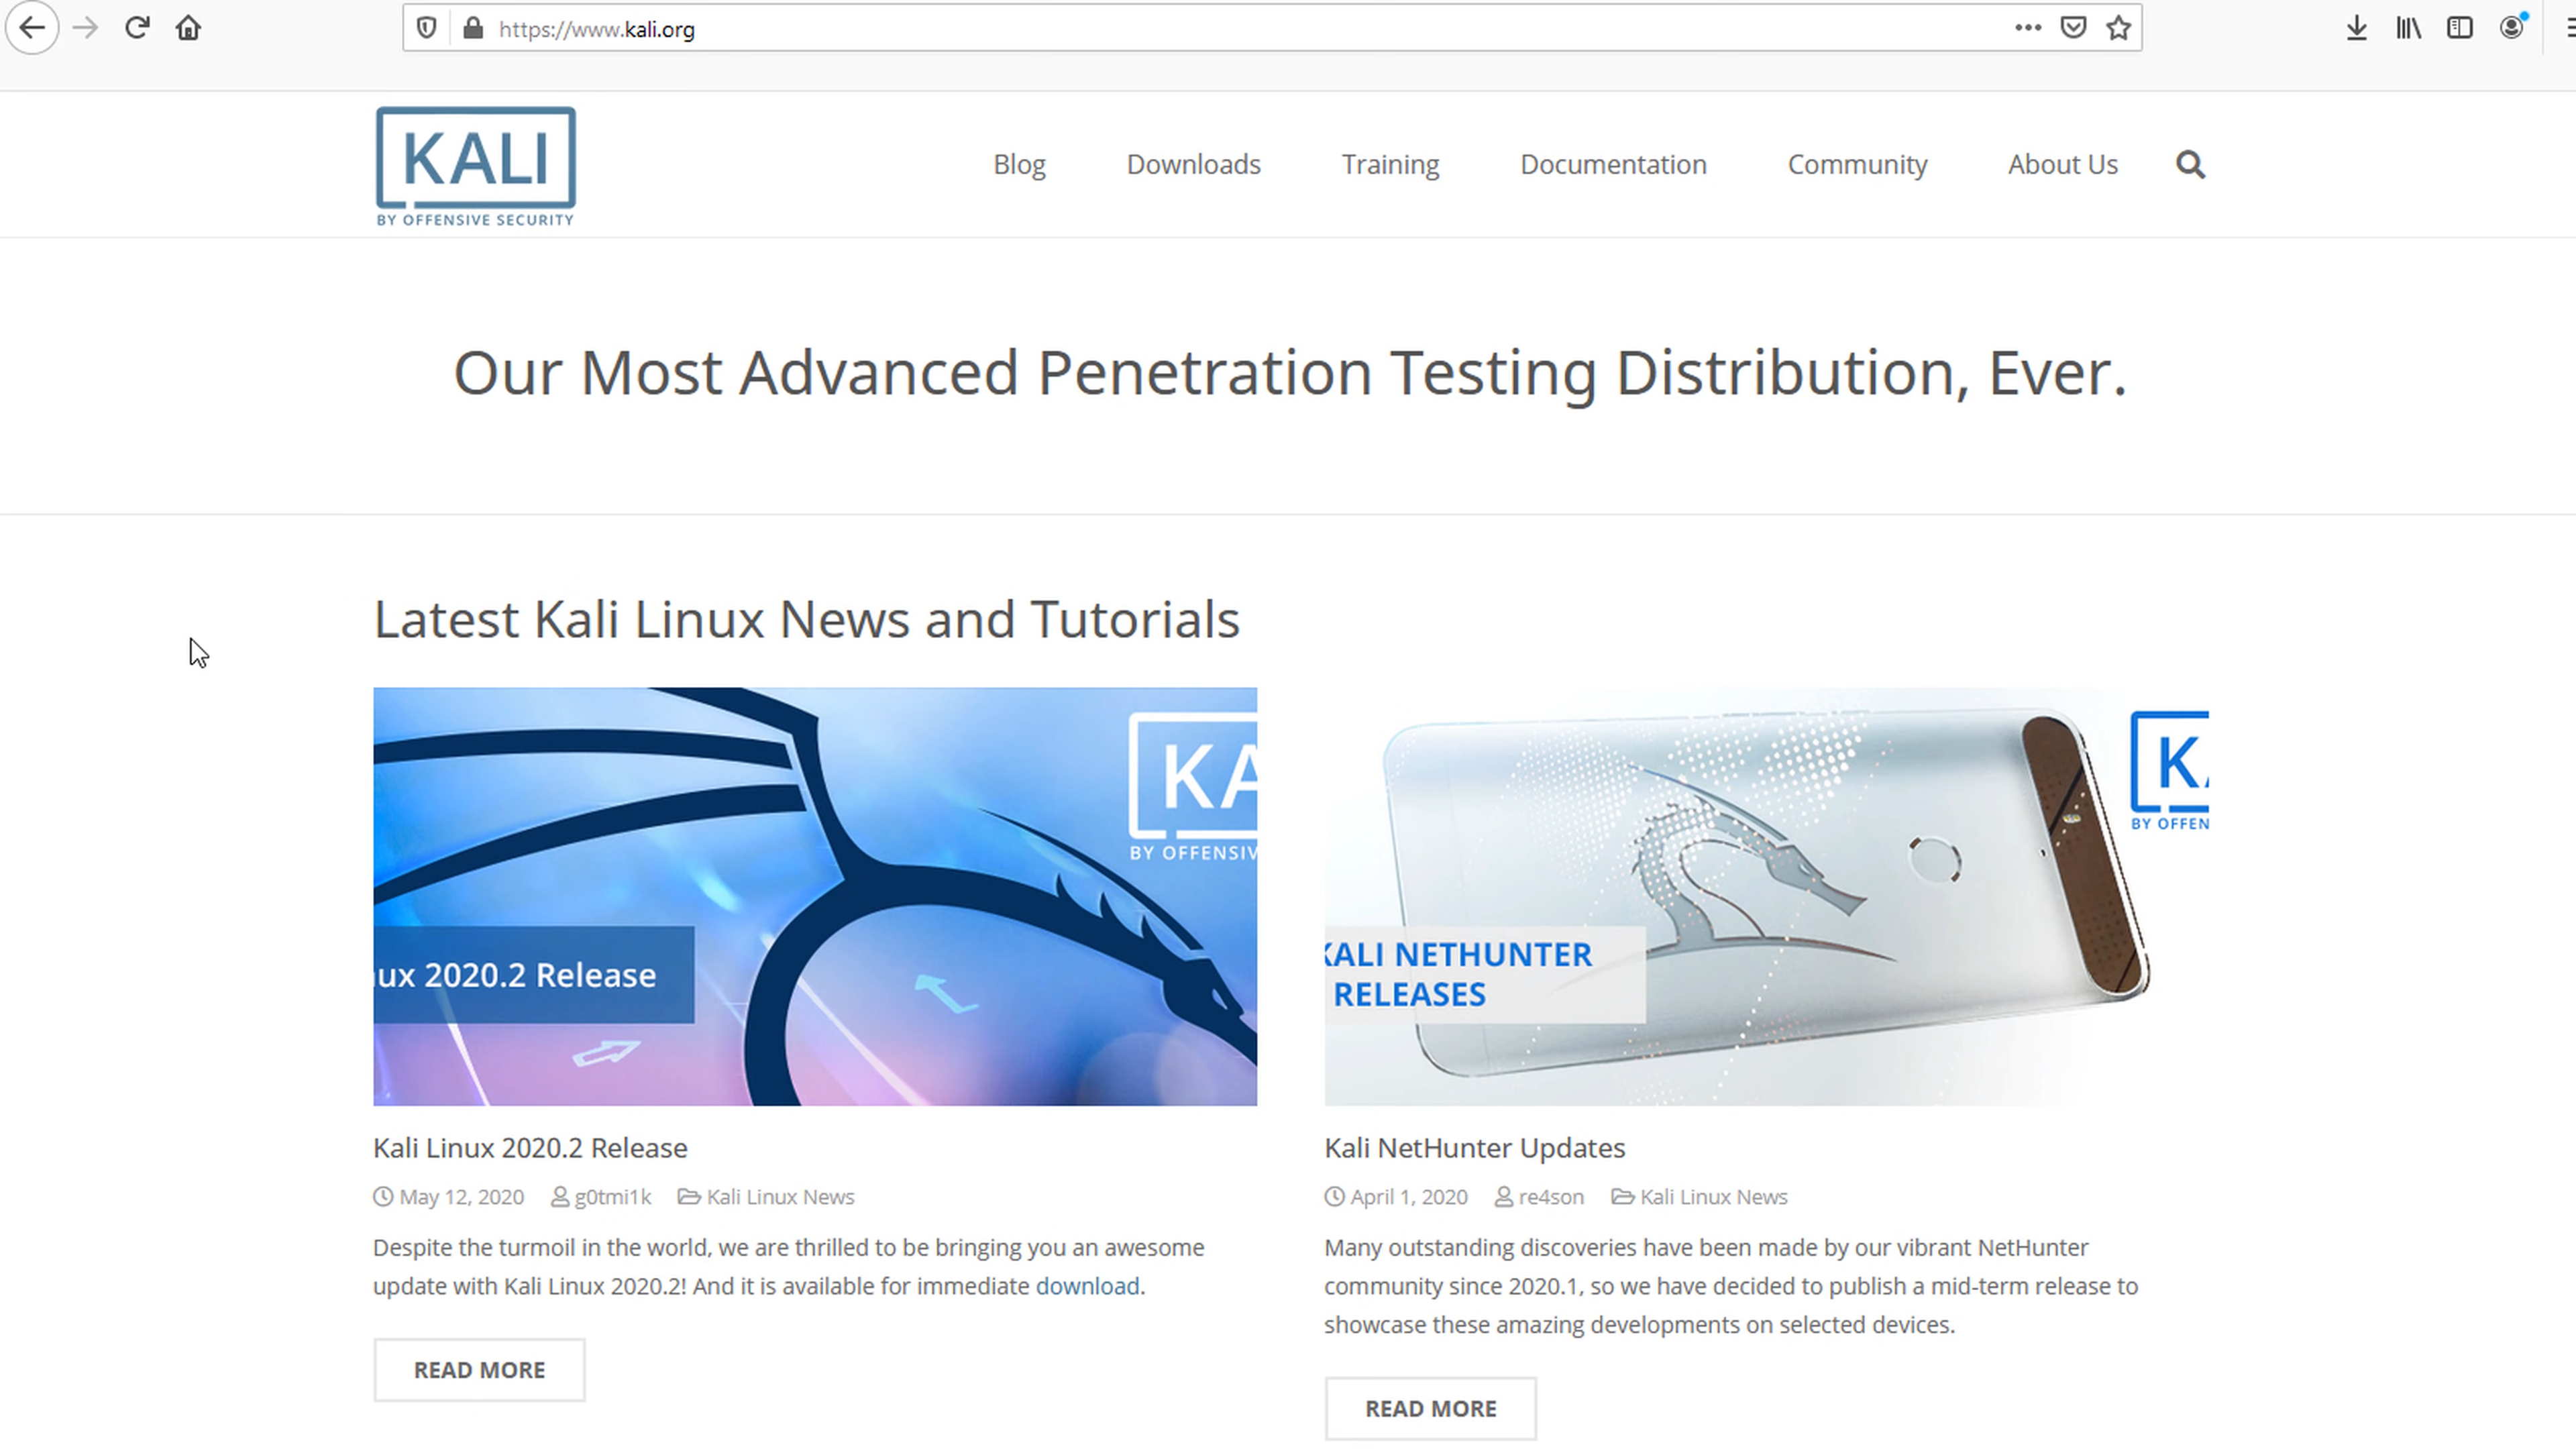 https://www.kali.org
KALI
BY OFFENSIVE SECURITY
Blog Downloads Training Documentation Community About Us
Our Most Advanced Penetration Testing Distribution, Ever.
Latest Kali Linux News and Tutorials
KA
BY OFFENSIV
ux 2020.2 Release
K
BY OFFEN
KALI NETHUNTER
RELEASES
Kali Linux 2020.2 Release
May 12, 2020 g0tmi1k Kali Linux News
Despite the turmoil in the world, we are thrilled to be bringing you an awesome
update with Kali Linux 2020.2! And it is available for immediate download.
READ MORE
Kali NetHunter Updates
April 1, 2020 re4son Kali Linux News
Many outstanding discoveries have been made by our vibrant NetHunter
community since 2020.1, so we have decided to publish a mid-term release to
showcase these amazing developments on selected devices.
READ MORE